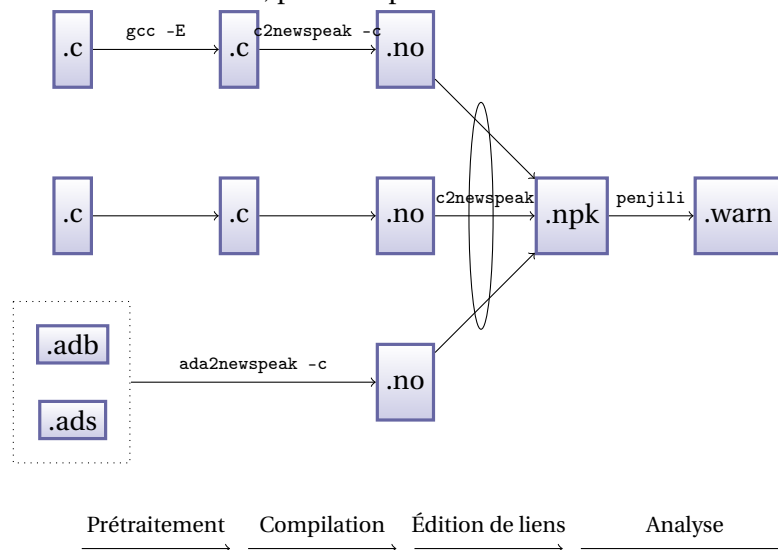 gcc -E
c2newspeak -c
.c
.c
.no
.c
.c
.no
c2newspeak
.npk
penjili
.warn
.adb
.ads
ada2newspeak -c
.no
Prétraitement
Compilation
Édition de liens
Analyse